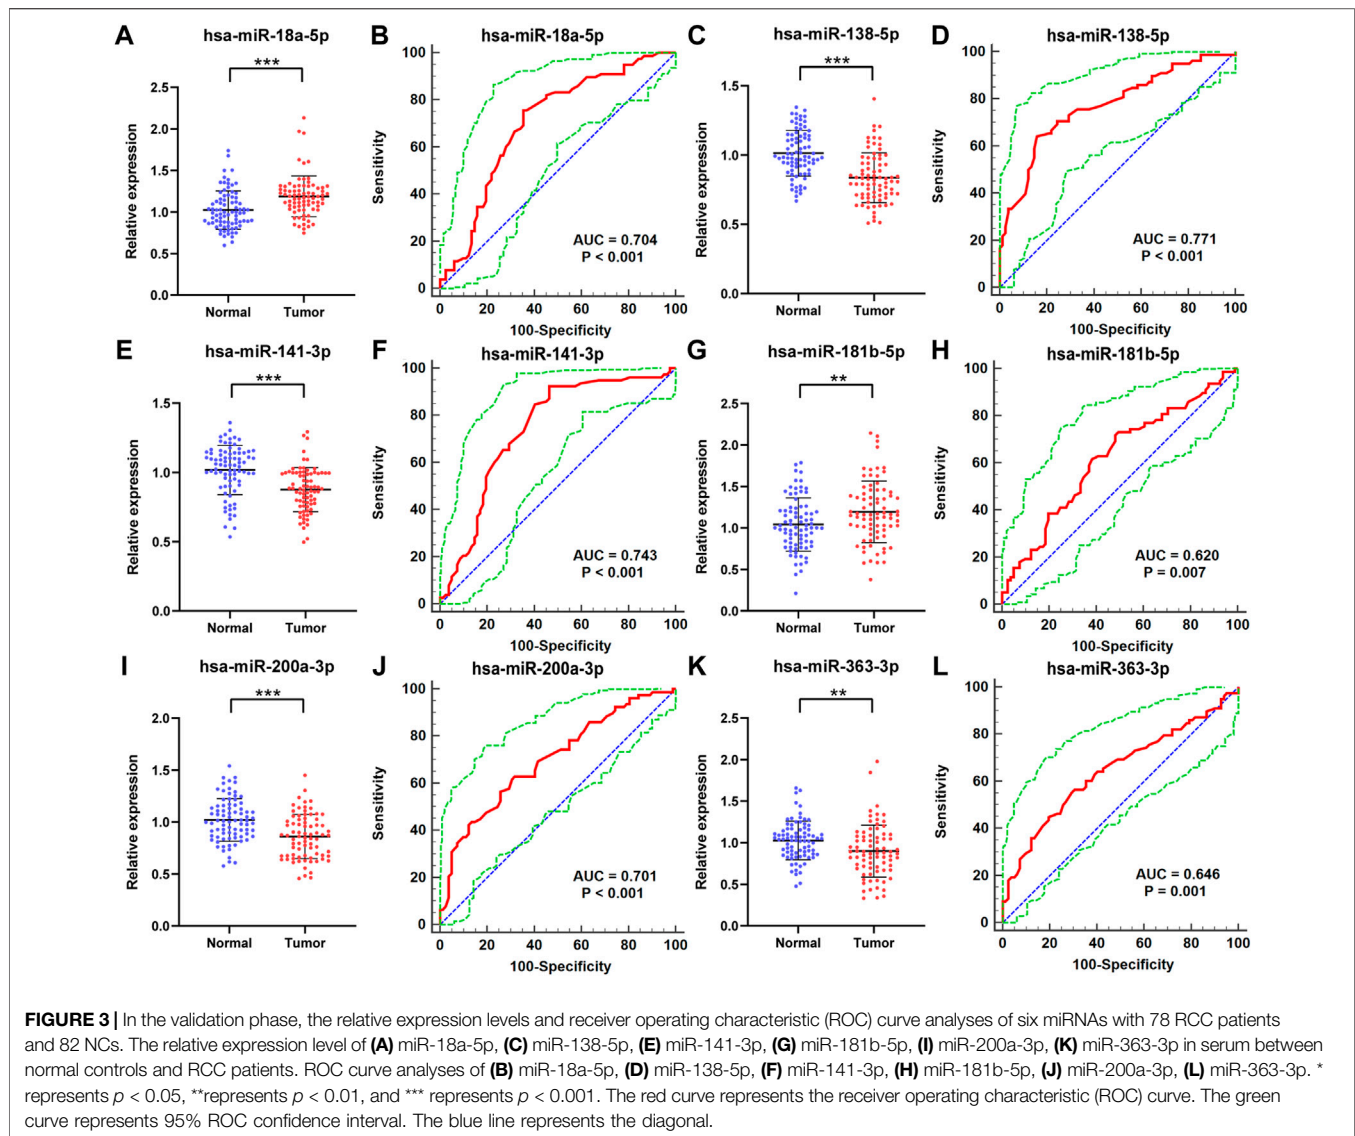 A hsa-miR-18a-5p
***
Relative expression
2.5
2.0
1.5
1.0
0.5
0.0
Normal Tumor
B hsa-miR-18a-5p
Sensitivity
100
80
60
40
20
0
AUC = 0.704
P < 0.001
0 20 40 60 80 100
100-Specificity
C hsa-miR-138-5p
***
Relative expression
1.5
1.0
0.5
0.0
Normal Tumor
D hsa-miR-138-5p
Sensitivity
100
80
60
40
20
0
AUC = 0.771
P < 0.001
0 20 40 60 80 100
100-Specificity
E hsa-miR-141-3p
***
Relative expression
1.5
1.0
0.5
0.0
Normal Tumor
F hsa-miR-141-3p
Sensitivity
100
80
60
40
20
0
AUC = 0.743
P < 0.001
0 20 40 60 80 100
100-Specificity
G hsa-miR-181b-5p
**
Relative expression
2.5
2.0
1.5
1.0
0.5
0.0
Normal Tumor
H hsa-miR-181b-5p
Sensitivity
100
80
60
40
20
0
AUC = 0.620
P = 0.007
0 20 40 60 80 100
100-Specificity
I hsa-miR-200a-3p
***
Relative expression
2.0
1.5
1.0
0.5
0.0
Normal Tumor
J hsa-miR-200a-3p
Sensitivity
100
80
60
40
20
0
AUC = 0.701
P < 0.001
0 20 40 60 80 100
100-Specificity
K hsa-miR-363-3p
**
Relative expression
2.5
2.0
1.5
1.0
0.5
0.0
Normal Tumor
L hsa-miR-363-3p
Sensitivity
100
80
60
40
20
0
AUC = 0.646
P = 0.001
0 20 40 60 80 100
100-Specificity
FIGURE 3 | In the validation phase, the relative expression levels and receiver operating characteristic (ROC) curve analyses of six miRNAs with 78 RCC patients
and 82 NCs. The relative expression level of (A) miR-18a-5p, (C) miR-138-5p, (E) miR-141-3p, (G) miR-181b-5p, (I) miR-200a-3p, (K) miR-363-3p in serum between
normal controls and RCC patients. ROC curve analyses of (B) miR-18a-5p, (D) miR-138-5p, (F) miR-141-3p, (H) miR-181b-5p, (J) miR-200a-3p, (L) miR-363-3p. *
represents p < 0.05, **represents p < 0.01, and *** represents p < 0.001. The red curve represents the receiver operating characteristic (ROC) curve. The green
curve represents 95% ROC confidence interval. The blue line represents the diagonal.